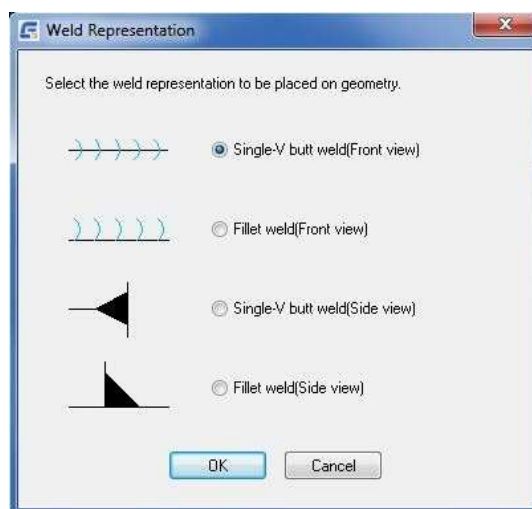 Weld Representation
Select the weld representation to be placed on geometry.
Single-V butt weld(Front view)
Fillet weld(Front view)
Single-V butt weld(Side view)
Fillet weld(Side view)
OK Cancel